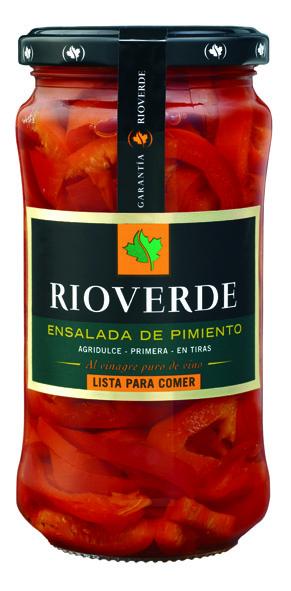 GARANTÍA RIOVERDE
RIOVERDE
ENSALADA DE PIMIENTO
AGRIDULCE - PRIMERA - EN TIRAS
Al vinagre puro de vino
LISTA PARA COMER